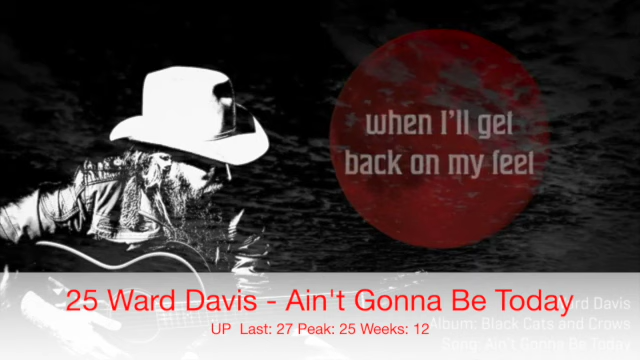 when I'll get
back on my feet
25 Ward Davis - Ain't Gonna Be Today
UP Last: 27 Peak: 25 Weeks: 12
Ward Davis
Album: Black Cats and Crows
Song: Ain't Gonna Be Today